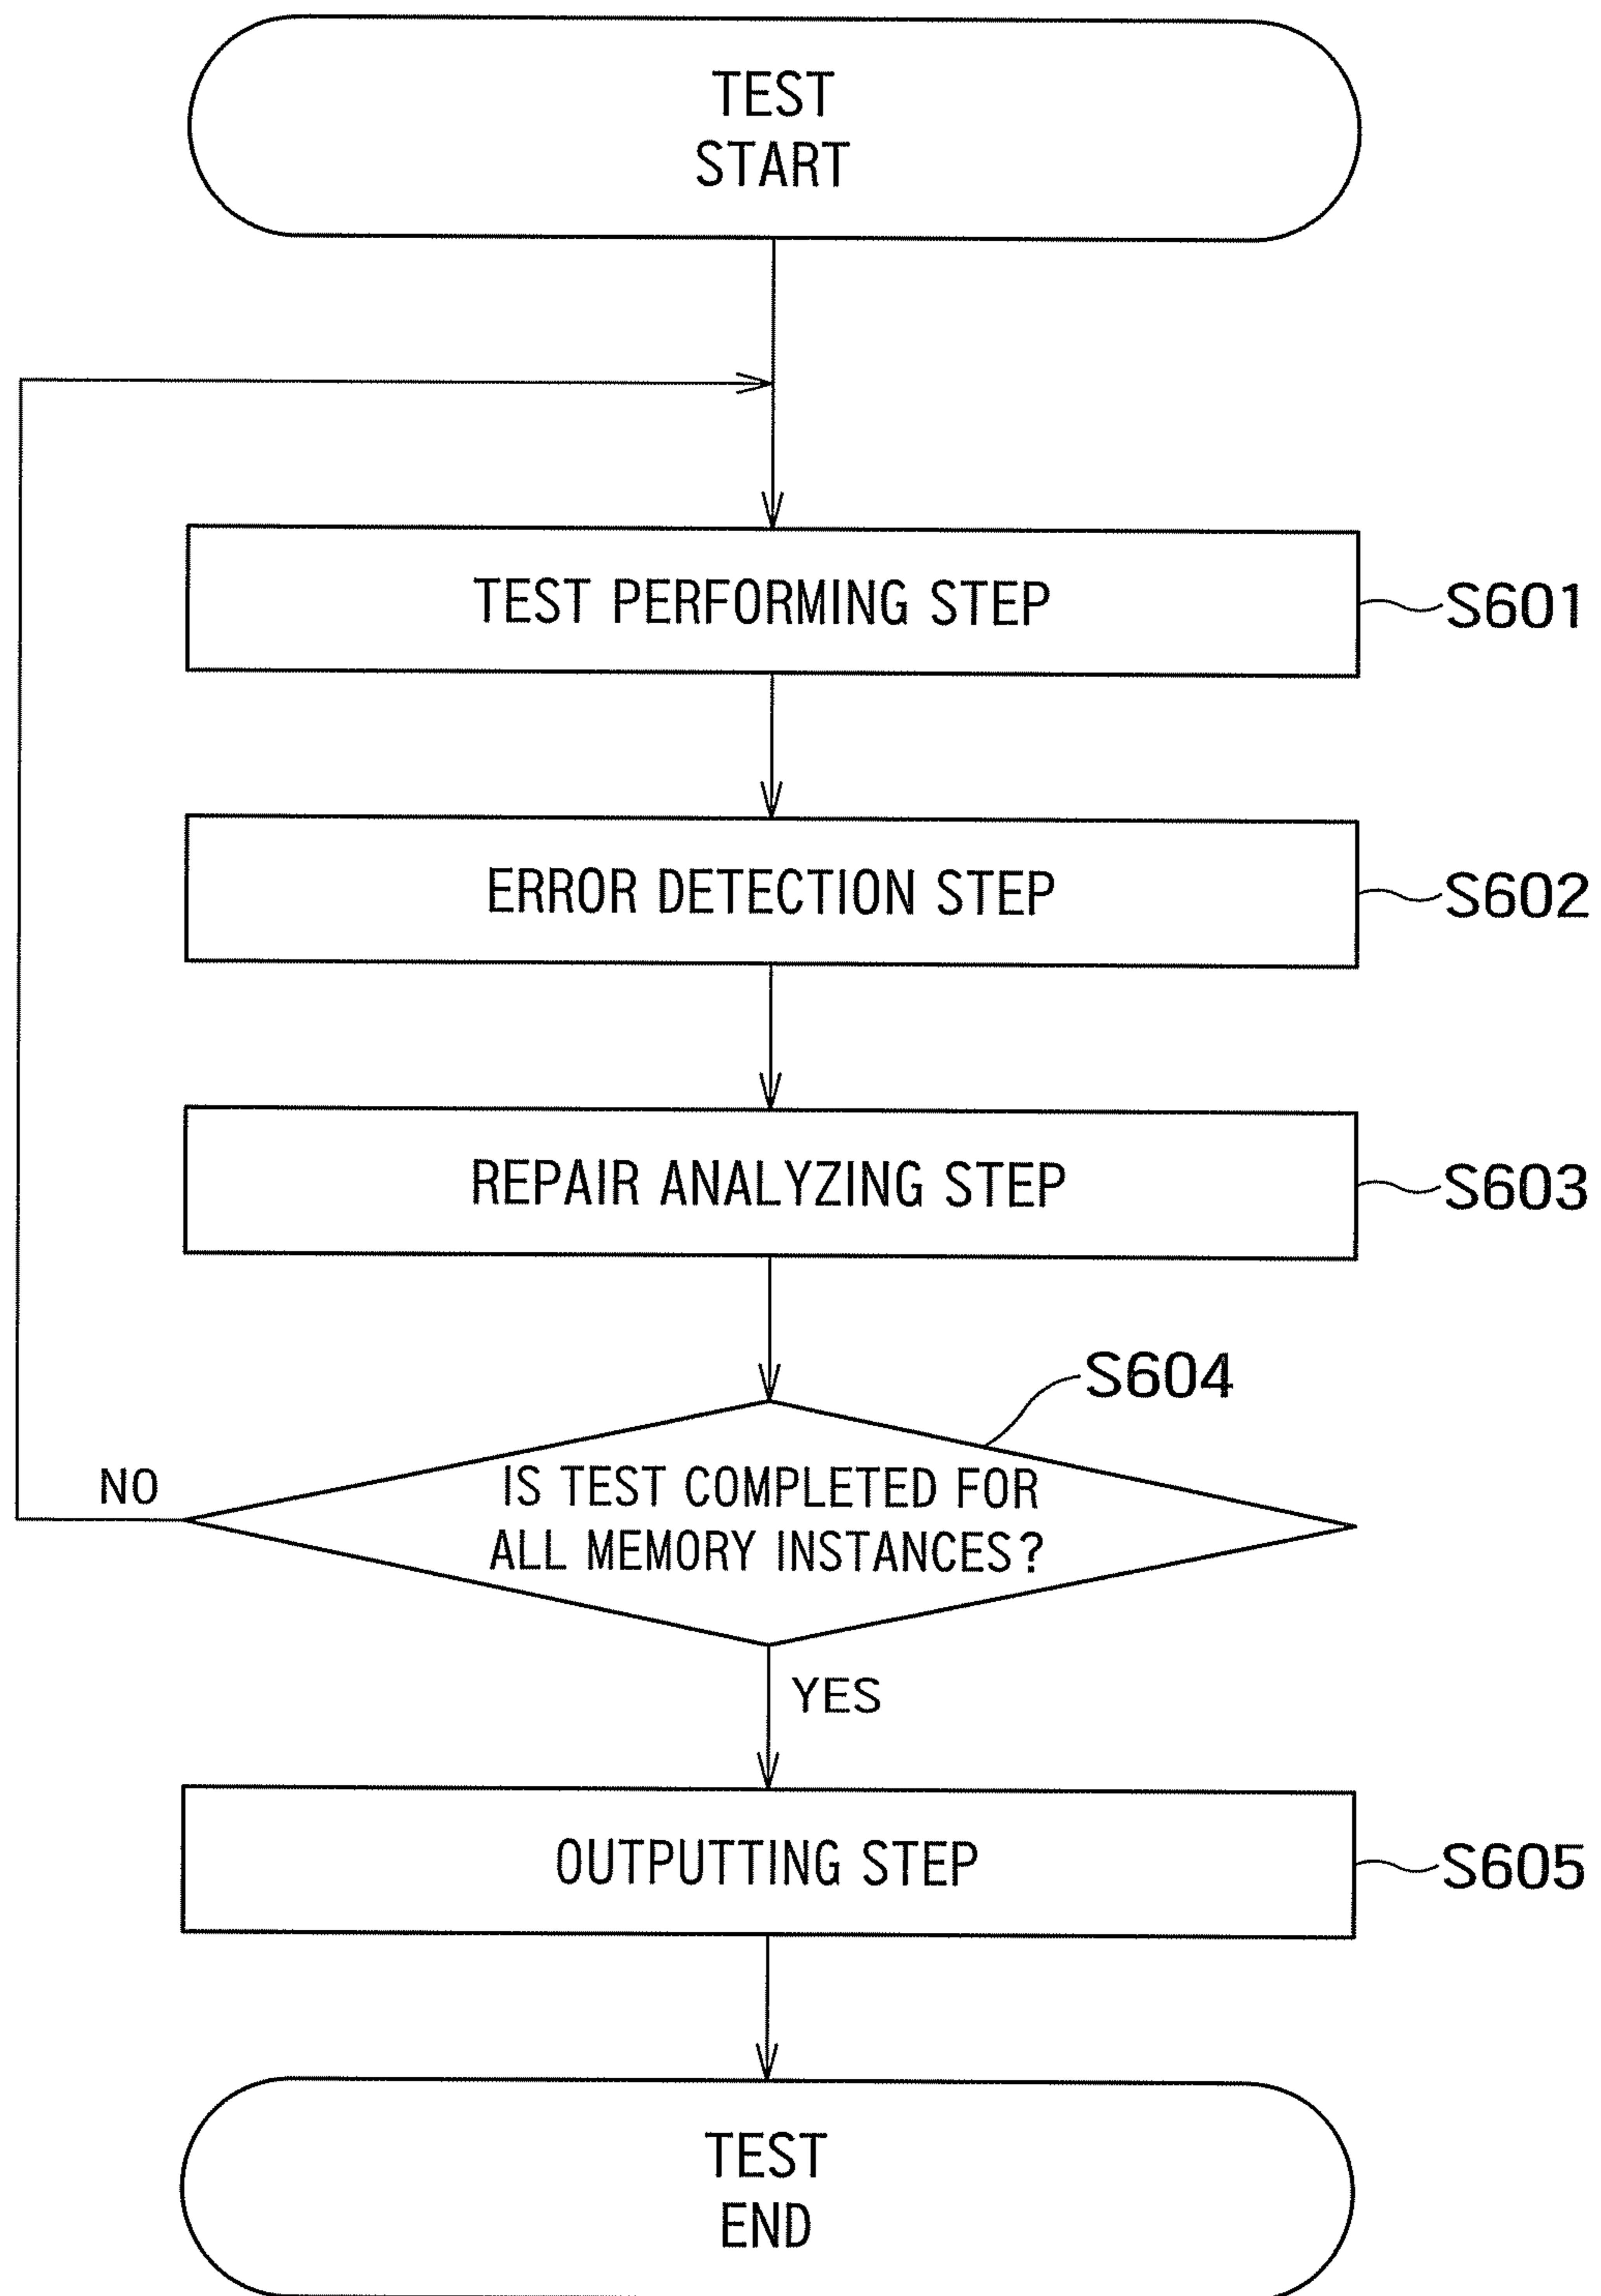 TEST
START
TEST PERFORMING STEP
S601
ERROR DETECTION STEP
S602
REPAIR ANALYZING STEP
S603
S604
IS TEST COMPLETED FOR
ALL MEMORY INSTANCES?
NO
YES
OUTPUTTING STEP
S605
TEST
END